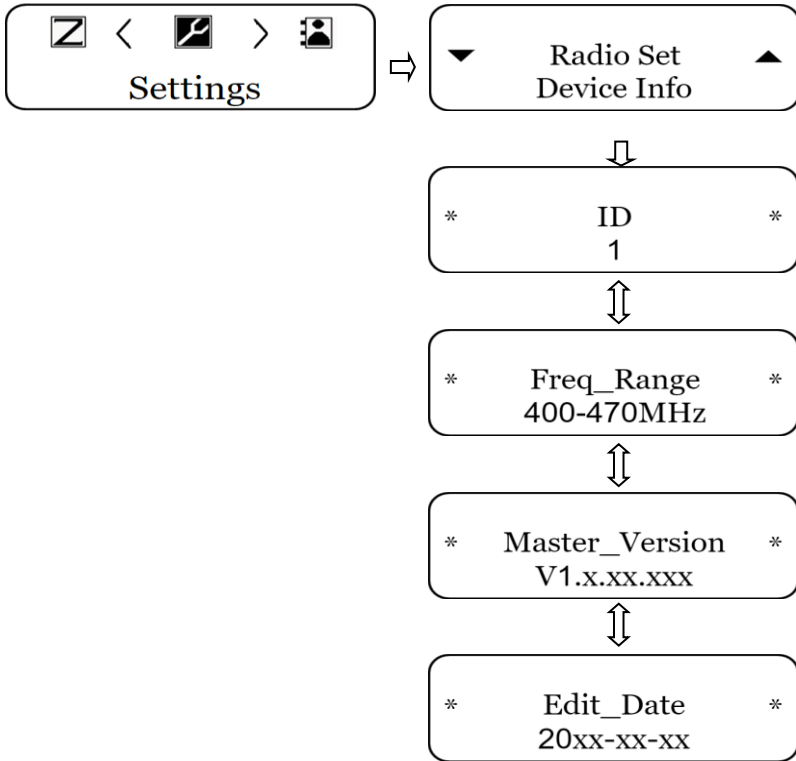 Z < >
Settings
Radio Set
Device Info
* ID *
1
* Freq_Range *
400-470MHz
* Master_Version *
V1.x.xx.xxx
* Edit_Date *
20xx-xx-xx